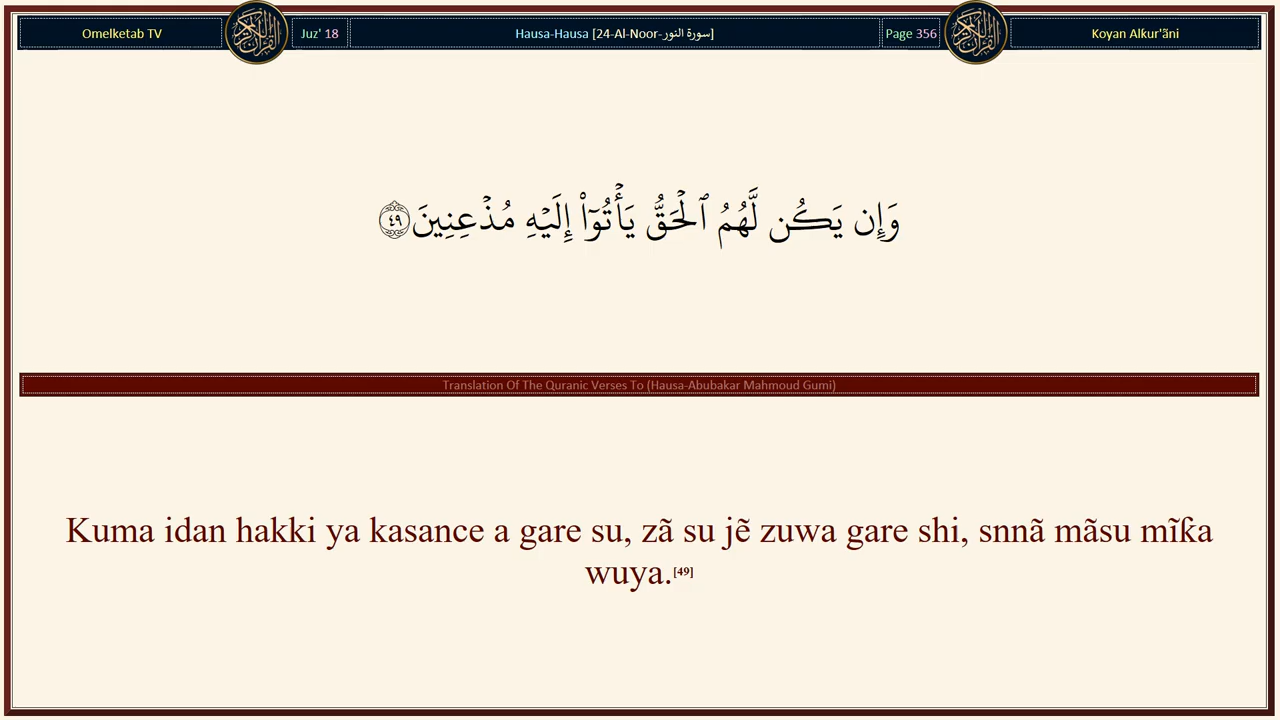 Omelketab TV
Juz' 18
Hausa-Hausa [24-Al-Noor-سورة النور]
Page 356
Koyan Alƙur'ãni
وَإِن يَكُن لَّهُمُ ٱلْحَقُّ يَأْتُوٓا۟ إِلَيْهِ مُذْعِنِينَ ٤٩
Translation Of The Quranic Verses To (Hausa-Abubakar Mahmoud Gumi)
Kuma idan hakki ya kasance a gare su, zã su jẽ zuwa gare shi, snnã mãsu mĩƙa
wuya.[49]